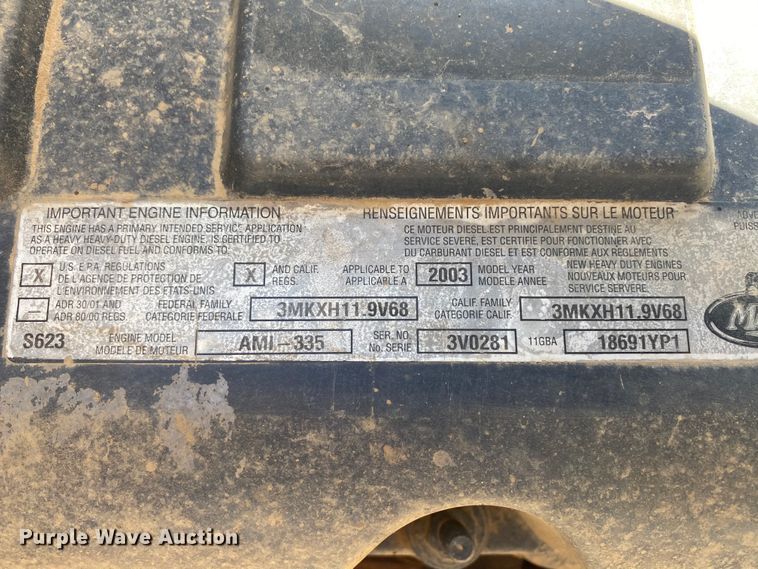 IMPORTANT ENGINE INFORMATION
THIS ENGINE HAS A PRIMARY INTENDED SERVICE APPLICATION
AS A HEAVY HEAVY-DUTY DIESEL ENGINE, IS CERTIFIED TO
OPERATE ON DIESEL FUEL AND CONFORMS TO:
RENSEIGNEMENTS IMPORTANTS SUR LE MOTEUR
CE MOTEUR DIESEL EST PRINCIPALEMENT DESTINE AU
SERVICE SEVERE, EST CERTIFIE POUR FONCTIONNER AVEC
DU CARBURANT DIESEL ET EST CONFORME AUX RÈGLEMENTS
X U.S. E.P.A. REGULATIONS
DE L'AGENCE DE PROTECTION DE
L'ENVIRONNEMENT DES ETATS-UNIS
X AND CALIF.
REGS.
APPLICABLE TO
APPLICABLE A
2003
MODEL YEAR
MODELE ANNEE
NEW HEAVY DUTY ENGINES
NOUVEAUX MOTEURS POUR
SERVICE SERVERE.
ADR 30/01 AND
ADR 80/00 REGS
FEDERAL FAMILY
CATEGORIE FEDERALE
3MKXH11.9V68
CALIF. FAMILY
CATEGORIE CALIF.
3MKXH11.9V68
S623
ENGINE MODEL
MODELE DE MOTEUR
AMI-335
SER. NO.
No. SERIE
3V0281
11GBA
18691YP1
Purple Wave Auction